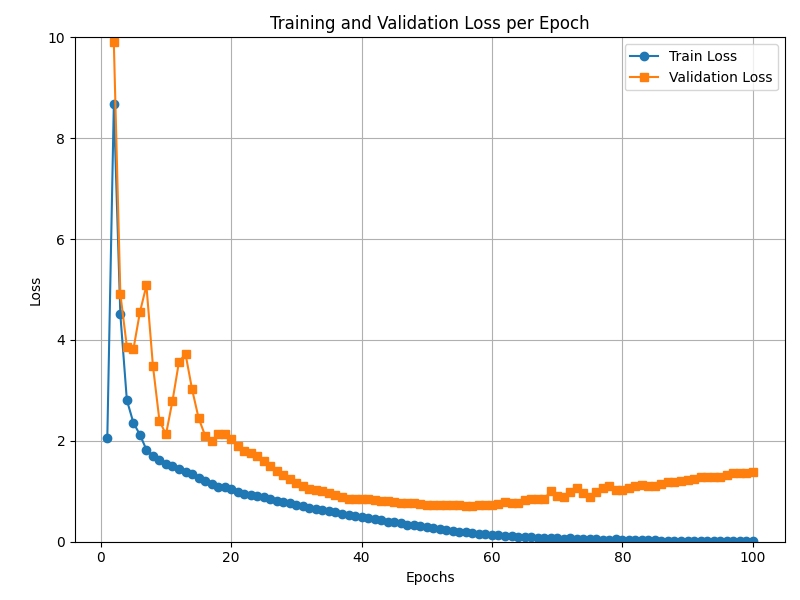 Training and Validation Loss per Epoch
Train Loss
Validation Loss
10
8
6
4
2
0
Loss
0 20 40 60 80 100
Epochs